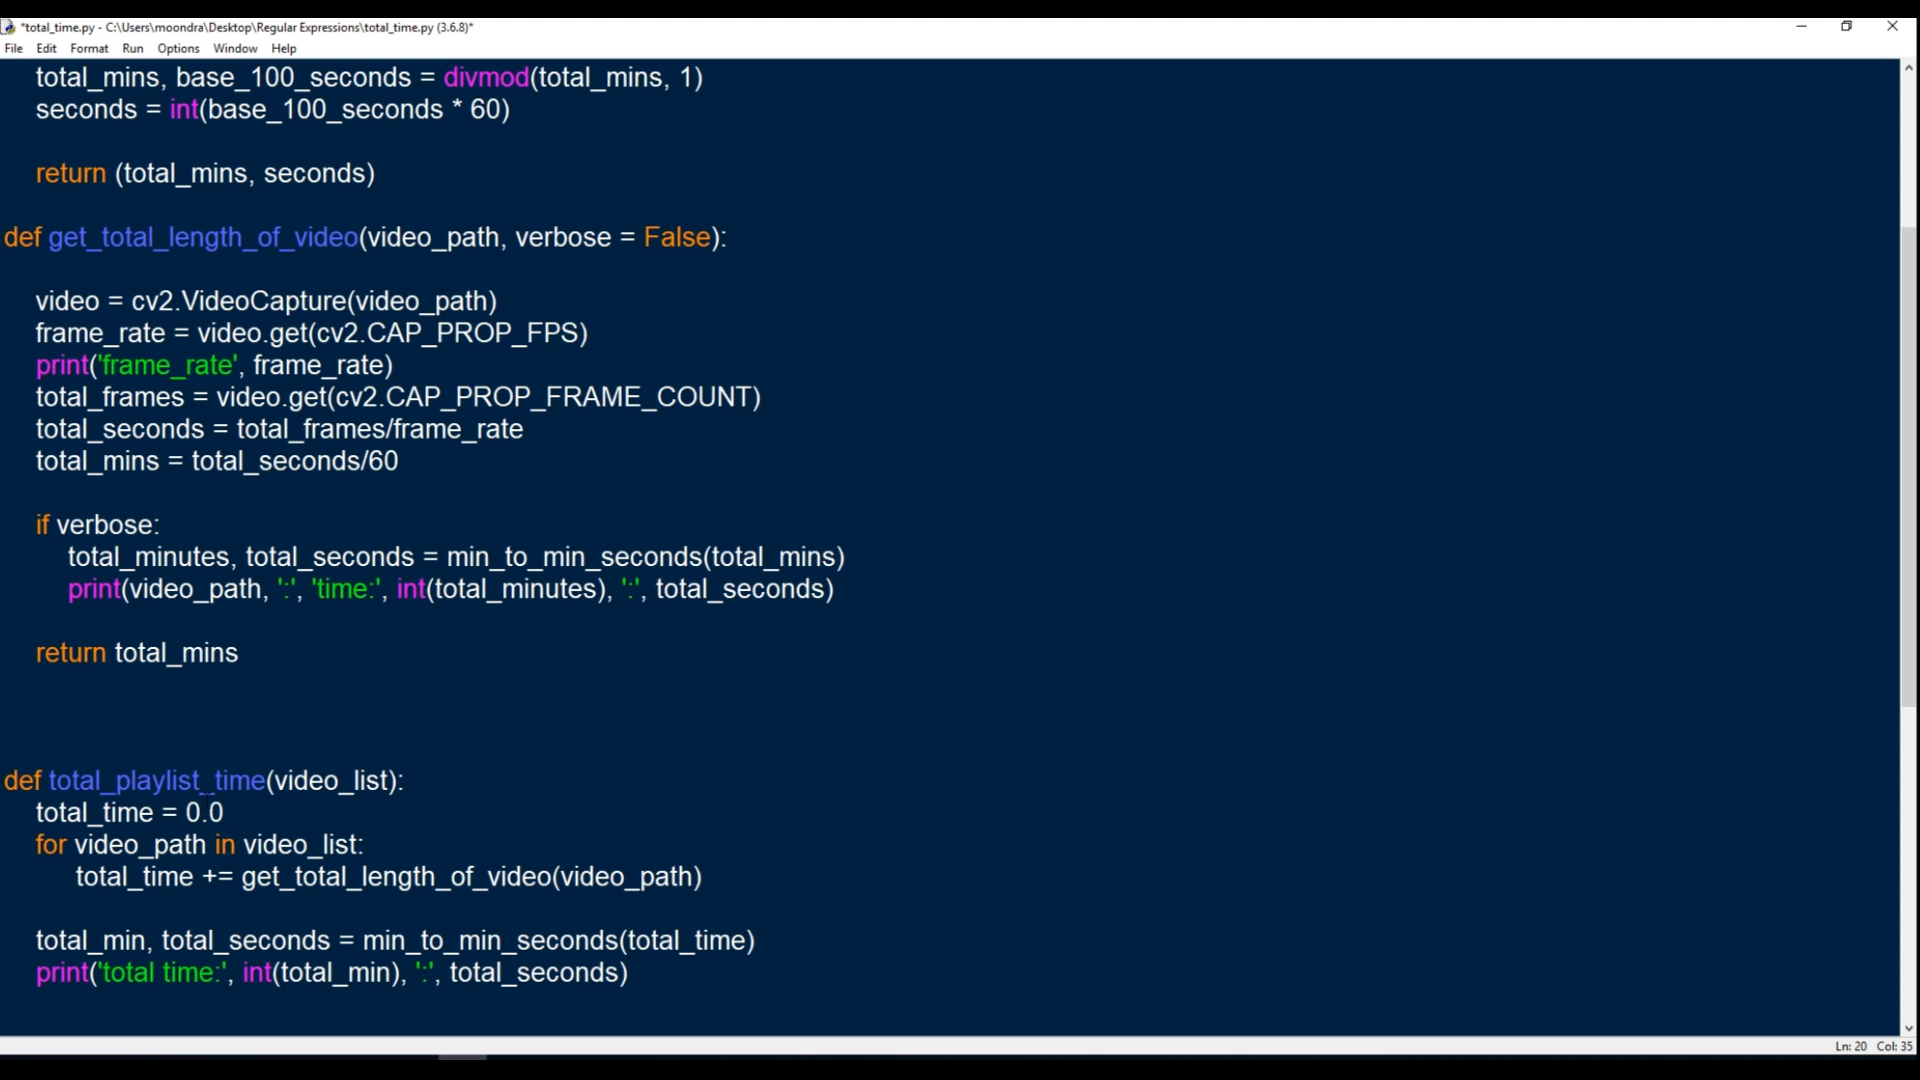 *total_time.py - C:\Users\moondra\Desktop\Regular Expressions\total_time.py (3.6.8)*
File Edit Format Run Options Window Help
total_mins, base_100_seconds = divmod(total_mins, 1)
seconds = int(base_100_seconds * 60)
return (total_mins, seconds)
def get_total_length_of_video(video_path, verbose = False):
video = cv2.VideoCapture(video_path)
frame_rate = video.get(cv2.CAP_PROP_FPS)
print('frame_rate', frame_rate)
total_frames = video.get(cv2.CAP_PROP_FRAME_COUNT)
total_seconds = total_frames/frame_rate
total_mins = total_seconds/60
if verbose:
total_minutes, total_seconds = min_to_min_seconds(total_mins)
print(video_path, ':', 'time:', int(total_minutes), ':', total_seconds)
return total_mins
def total_playlist_time(video_list):
total_time = 0.0
for video_path in video_list:
total_time += get_total_length_of_video(video_path)
total_min, total_seconds = min_to_min_seconds(total_time)
print('total time:', int(total_min), ':', total_seconds)
Ln: 20 Col: 35